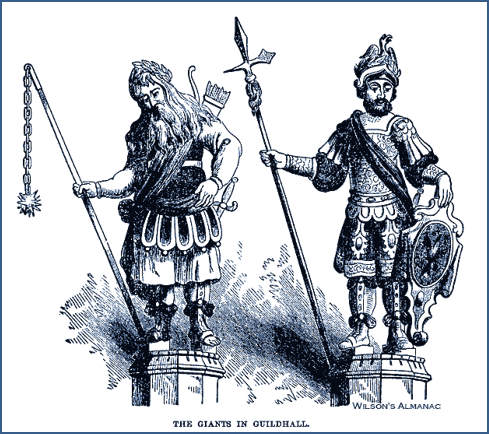 WILSON'S ALMANAC
THE GIANTS IN GUILDHALL.